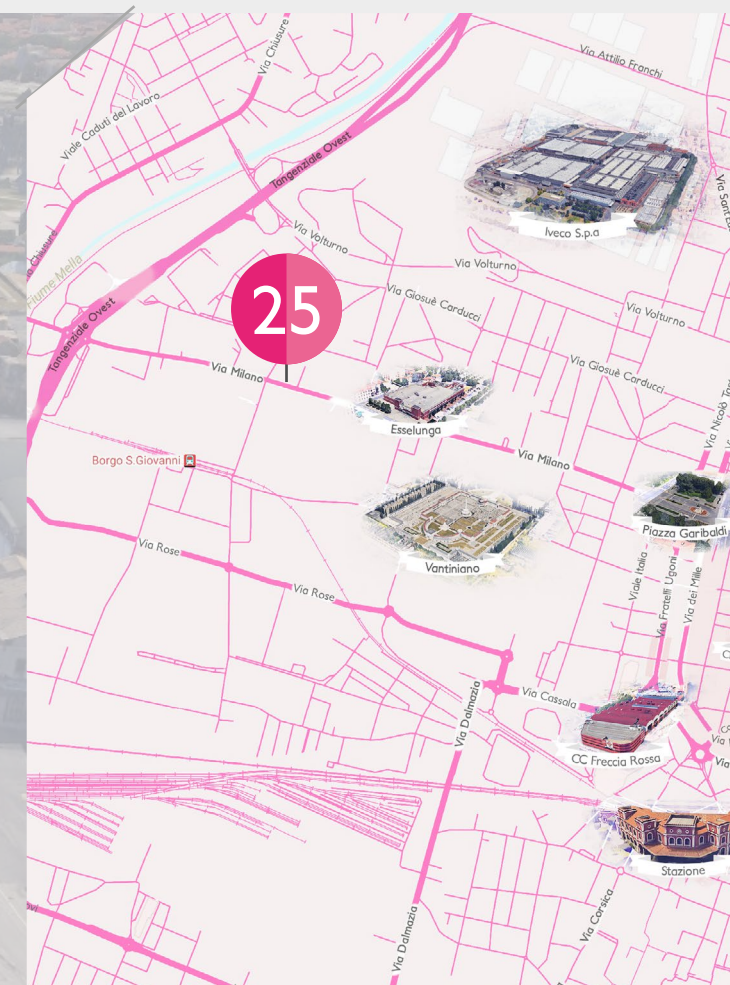 Via Chiusure
Via Attilio Franchi
Viale Caduti del Lavoro
Tangenziale Ovest
Iveco S.p.a
Via Volturno
Via Volturno
Via Chiusure
Fiume Mella
Via Giosuè Carducci
Via Volturno
25
Tangenziale Ovest
Via Milano
Via Giosuè Carducci
Esselunga
Via Milano
Borgo S.Giovanni
Piazza Garibaldi
Via Rose
Vantiniano
Viale Italia
Via Fratelli Ugoni
Via dei Mille
Via Rose
Via Dalmazia
Via Cassala
CC Freccia Rossa
Stazione
Via Corsica
Via Dalmazia